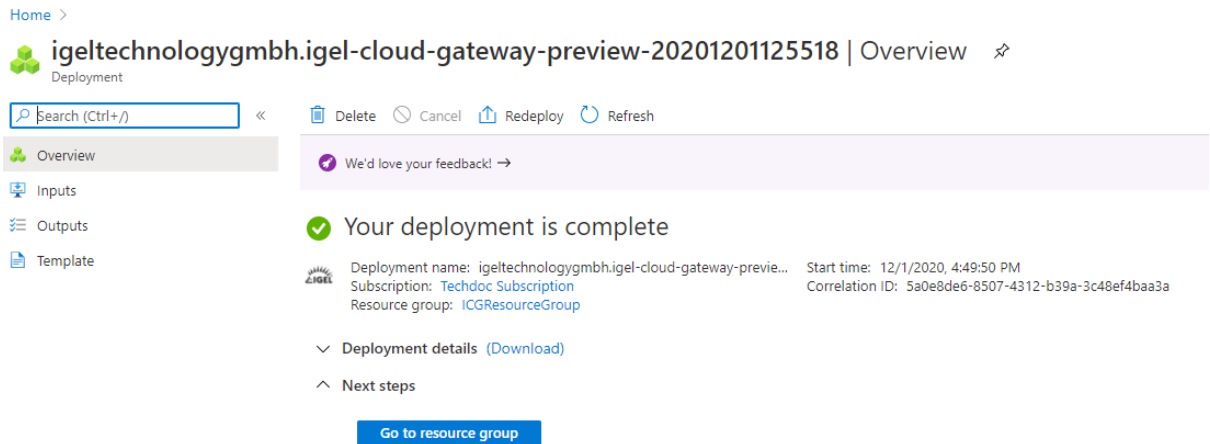 Home >
igeltechnologygmbh.igel-cloud-gateway-preview-20201201125518 | Overview
Deployment
Search (Ctrl+/) «
Delete Cancel Redeploy Refresh
Overview
We'd love your feedback! →
Inputs
Outputs
Template
Your deployment is complete
IGEL
Deployment name: igeltechnologygmbh.igel-cloud-gateway-previe... Start time: 12/1/2020, 4:49:50 PM
Subscription: Techdoc Subscription Correlation ID: 5a0e8de6-8507-4312-b39a-3c48ef4baa3a
Resource group: ICGResourceGroup
Deployment details (Download)
Next steps
Go to resource group